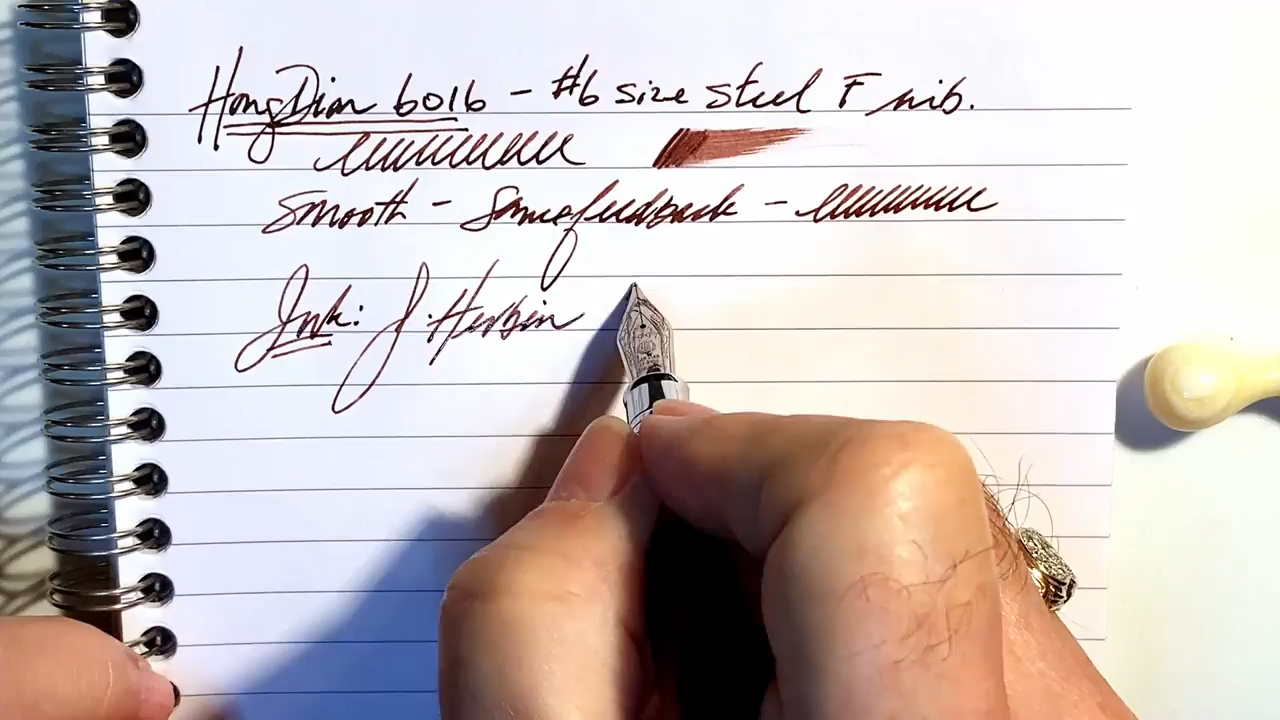 HongDian 6016 - #6 size steel F nib.
Smooth - Some feedback -
Ink: J. Herbin